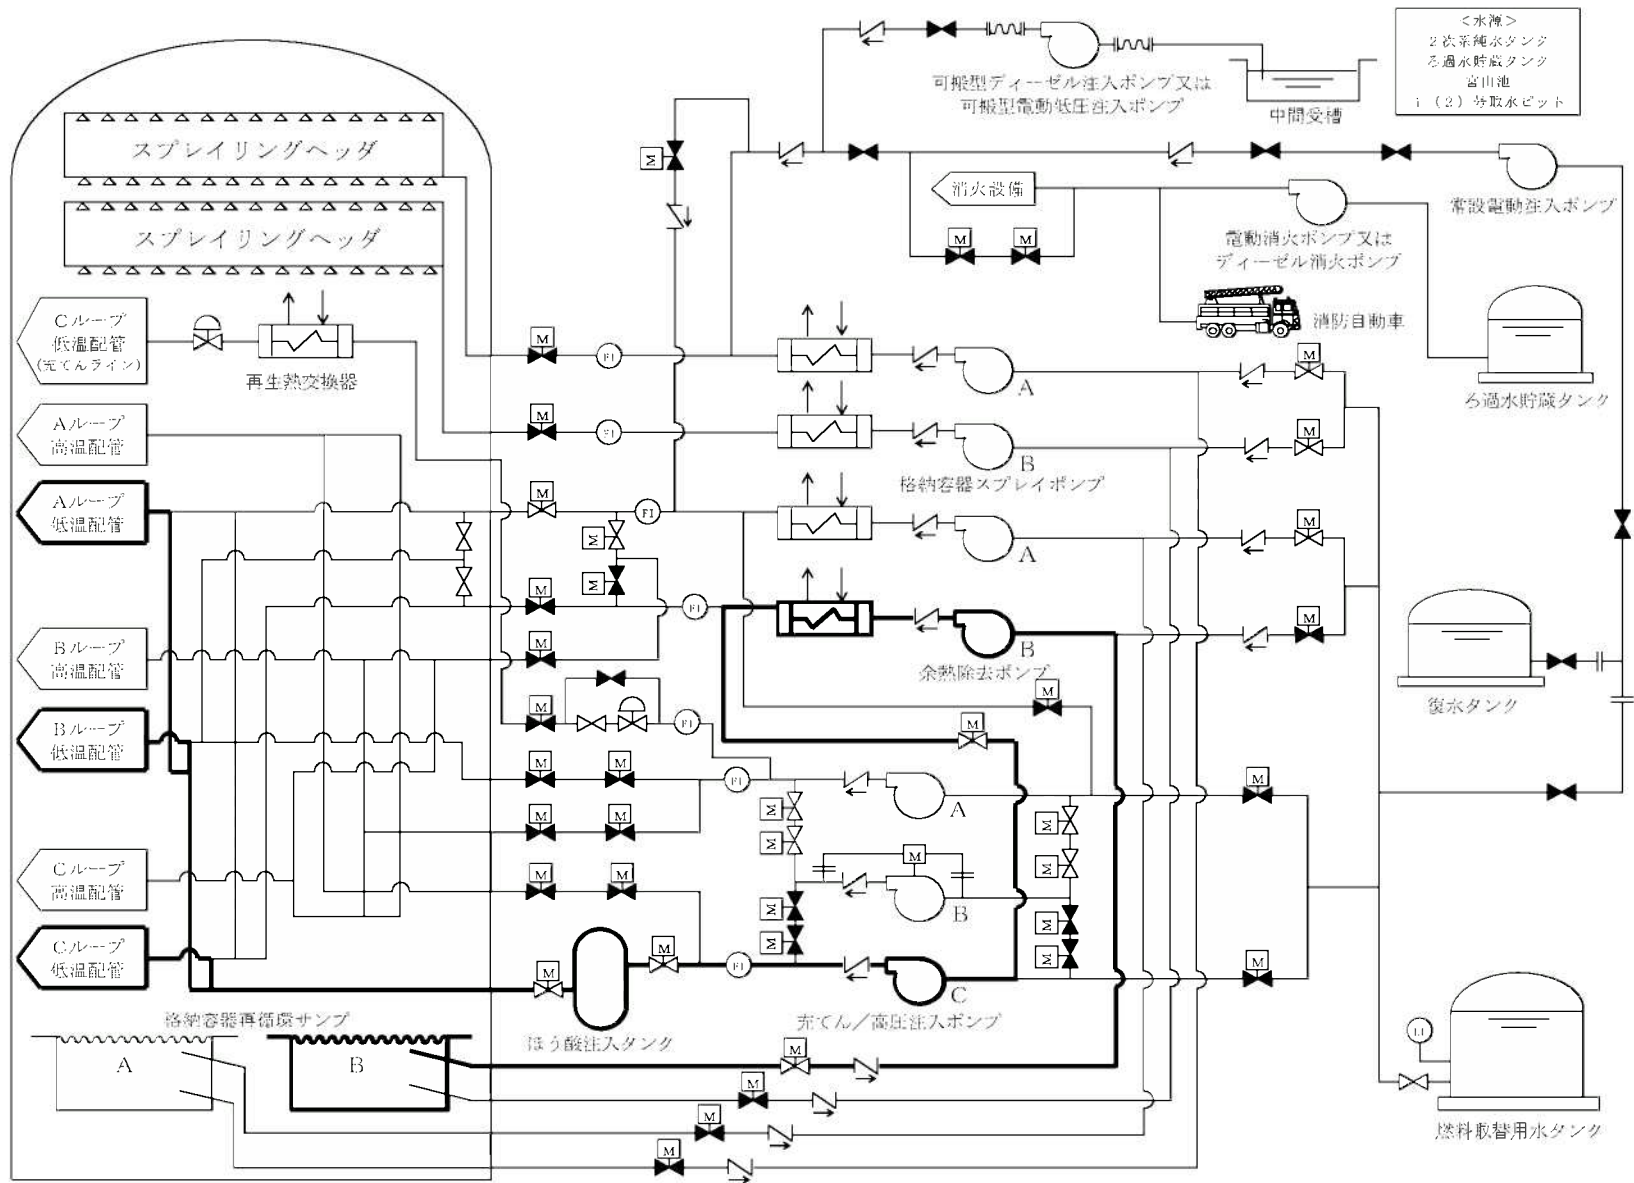 <水源>
2次系純水タンク
ろ過水貯蔵タンク
宮山池
1（2）号取水ピット
可搬型ディーゼル注入ポンプ又は
可搬型電動低圧注入ポンプ
中間受槽
スプレイリングヘッダ
M
消火設備
常設電動注入ポンプ
スプレイリングヘッダ
M
M
電動消火ポンプ又は
ディーゼル消火ポンプ
消防自動車
ろ過水貯蔵タンク
Cループ
低温配管
(充てんライン)
再生熱交換器
M
FI
A
M
Aループ
高温配管
M
FI
B
M
格納容器スプレイポンプ
Aループ
低温配管
M
FI
M
A
M
M
M
FI
B
M
余熱除去ポンプ
Bループ
高温配管
M
M
復水タンク
M
FI
M
Bループ
低温配管
M
M
FI
A
M
M
M
M
M
M
M
M
B
M
M
Cループ
高温配管
M
M
M
M
Cループ
低温配管
M
M
FI
C
M
格納容器再循環サンプ
ほう酸注入タンク
充てん／高圧注入ポンプ
A
B
M
M
M
M
LI
燃料取替用水タンク